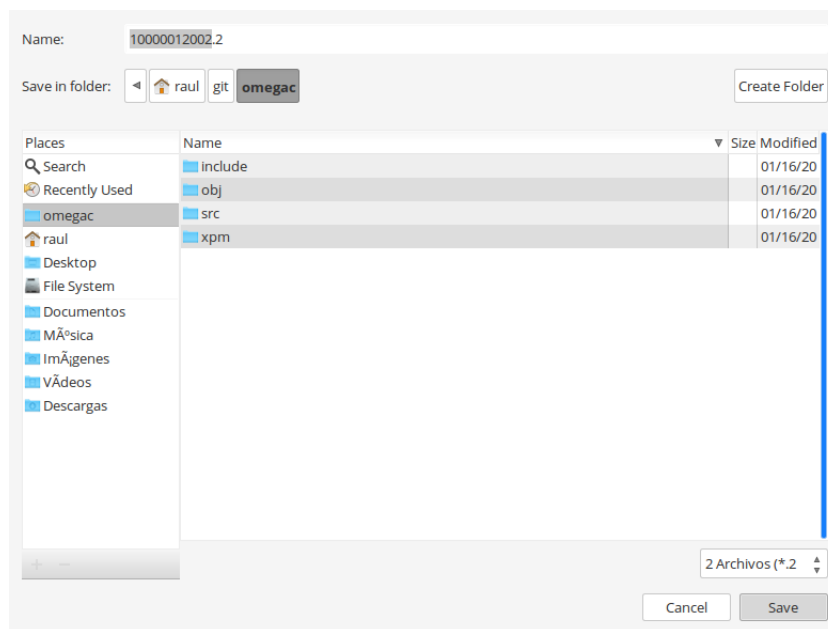 Name: 10000012002.2
Save in folder: raul git omegac Create Folder
Places Name Size Modified
Search include 01/16/20
Recently Used obj 01/16/20
omegac src 01/16/20
raul xpm 01/16/20
Desktop
File System
Documentos
MÃºsica
ImÃ¡genes
VÃdeos
Descargas
2 Archivos (*.2
Cancel Save